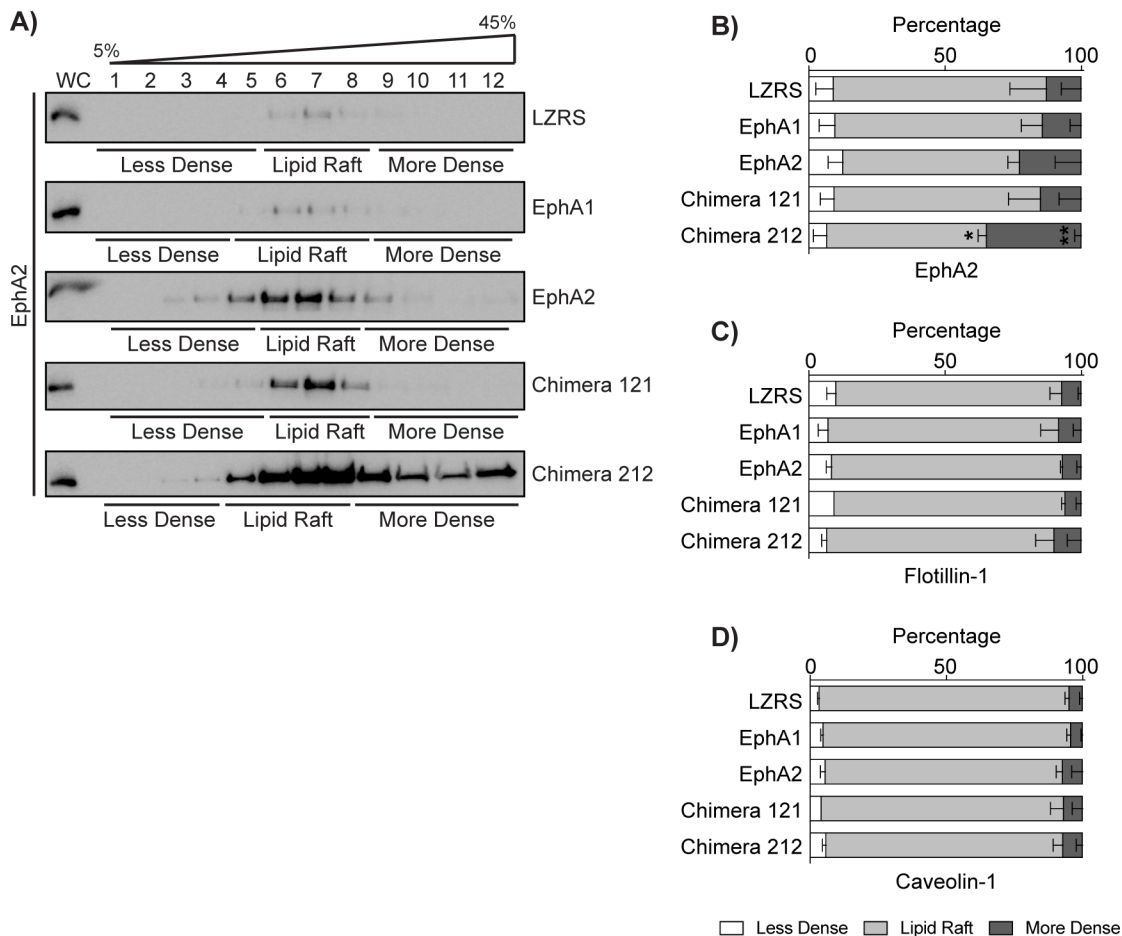 A)
5%
45%
WC 1 2 3 4 5 6 7 8 9 10 11 12
EphA2
LZRS
Less Dense Lipid Raft More Dense
EphA1
Less Dense Lipid Raft More Dense
EphA2
Less Dense Lipid Raft More Dense
Chimera 121
Less Dense Lipid Raft More Dense
Chimera 212
Less Dense Lipid Raft More Dense
B)
Percentage
0 50 100
LZRS
EphA1
EphA2
Chimera 121
Chimera 212 * **
EphA2
C)
Percentage
0 50 100
LZRS
EphA1
EphA2
Chimera 121
Chimera 212
Flotillin-1
D)
Percentage
0 50 100
LZRS
EphA1
EphA2
Chimera 121
Chimera 212
Caveolin-1
Less Dense Lipid Raft More Dense